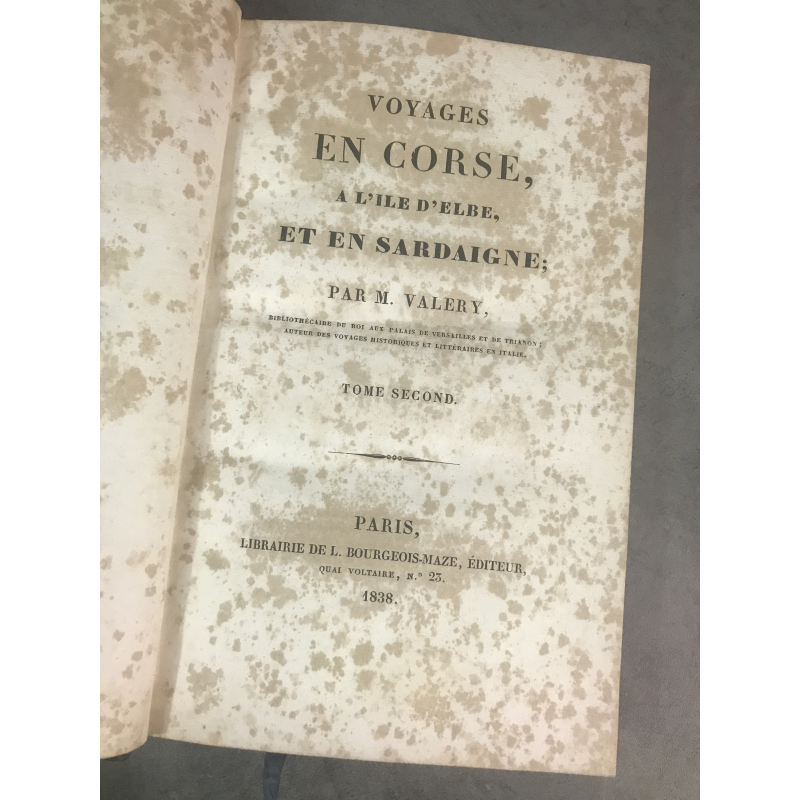 VOYAGES
EN CORSE,
A L'ILE D'ELBE,
ET EN SARDAIGNE;
PAR M. VALERY,
BIBLIOTHÉCAIRE DU ROI AUX PALAIS DE VERSAILLES ET DE TRIANON;
AUTEUR DES VOYAGES HISTORIQUES ET LITTÉRAIRES EN ITALIE.
TOME SECOND.
PARIS,
LIBRAIRIE DE L. BOURGEOIS-MAZE, ÉDITEUR,
QUAI VOLTAIRE, N.º 23.
1838.